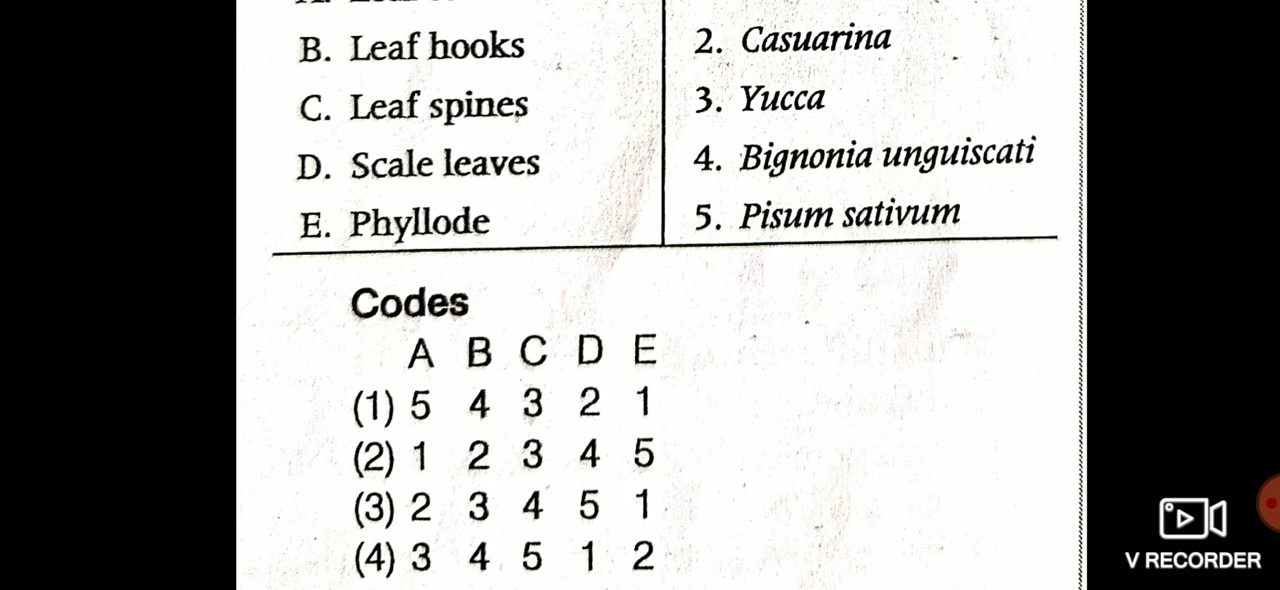 B. Leaf hooks 2. Casuarina
C. Leaf spines 3. Yucca
D. Scale leaves 4. Bignonia unguiscati
E. Phyllode 5. Pisum sativum
Codes
A B C D E
(1) 5 4 3 2 1
(2) 1 2 3 4 5
(3) 2 3 4 5 1
(4) 3 4 5 1 2
V RECORDER